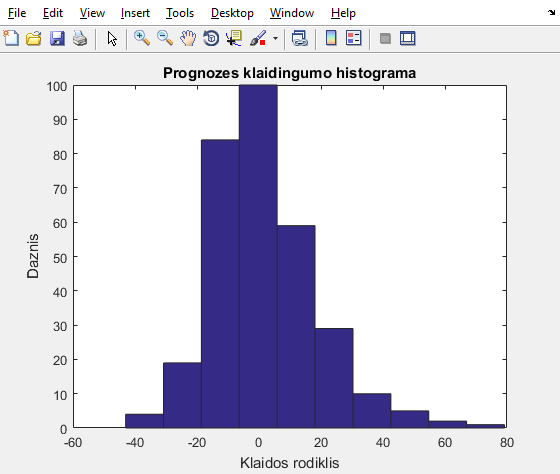 File Edit View Insert Tools Desktop Window Help
Prognozes klaidingumo histograma
100
90
80
70
60
50
40
30
20
10
0
Daznis
-60 -40 -20 0 20 40 60 80
Klaidos rodiklis